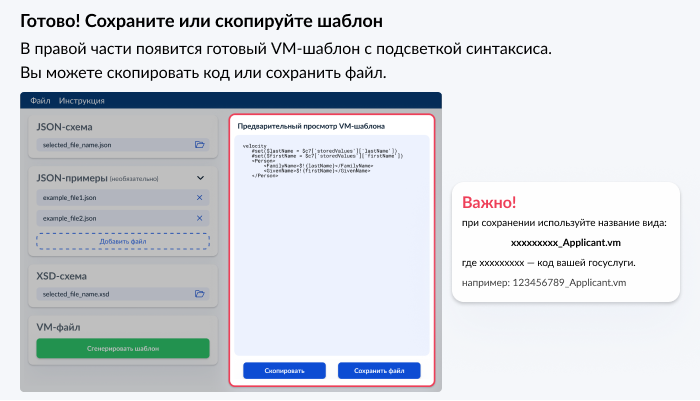 Готово! Сохраните или скопируйте шаблон
В правой части появится готовый VM-шаблон с подсветкой синтаксиса.
Вы можете скопировать код или сохранить файл.
Файл Инструкция
JSON-схема
selected_file_name.json
JSON-примеры (необязательно)
example_file1.json
example_file2.json
Добавить файл
XSD-схема
selected_file_name.xsd
VM-файл
Сгенерировать шаблон
Предварительный просмотр VM-шаблона
velocity
#set($lastName = $c7['storedValues']['lastName'])
#set($firstName = $c7['storedValues']['firstName'])
<Person>
<FamilyName>$!{lastName}</FamilyName>
<GivenName>$!{firstName}</GivenName>
</Person>
Скопировать
Сохранить файл
Важно!
при сохранении используйте название вида:
xxxxxxxxx_Applicant.vm
где xxxxxxxxx — код вашей госуслуги.
например: 123456789_Applicant.vm